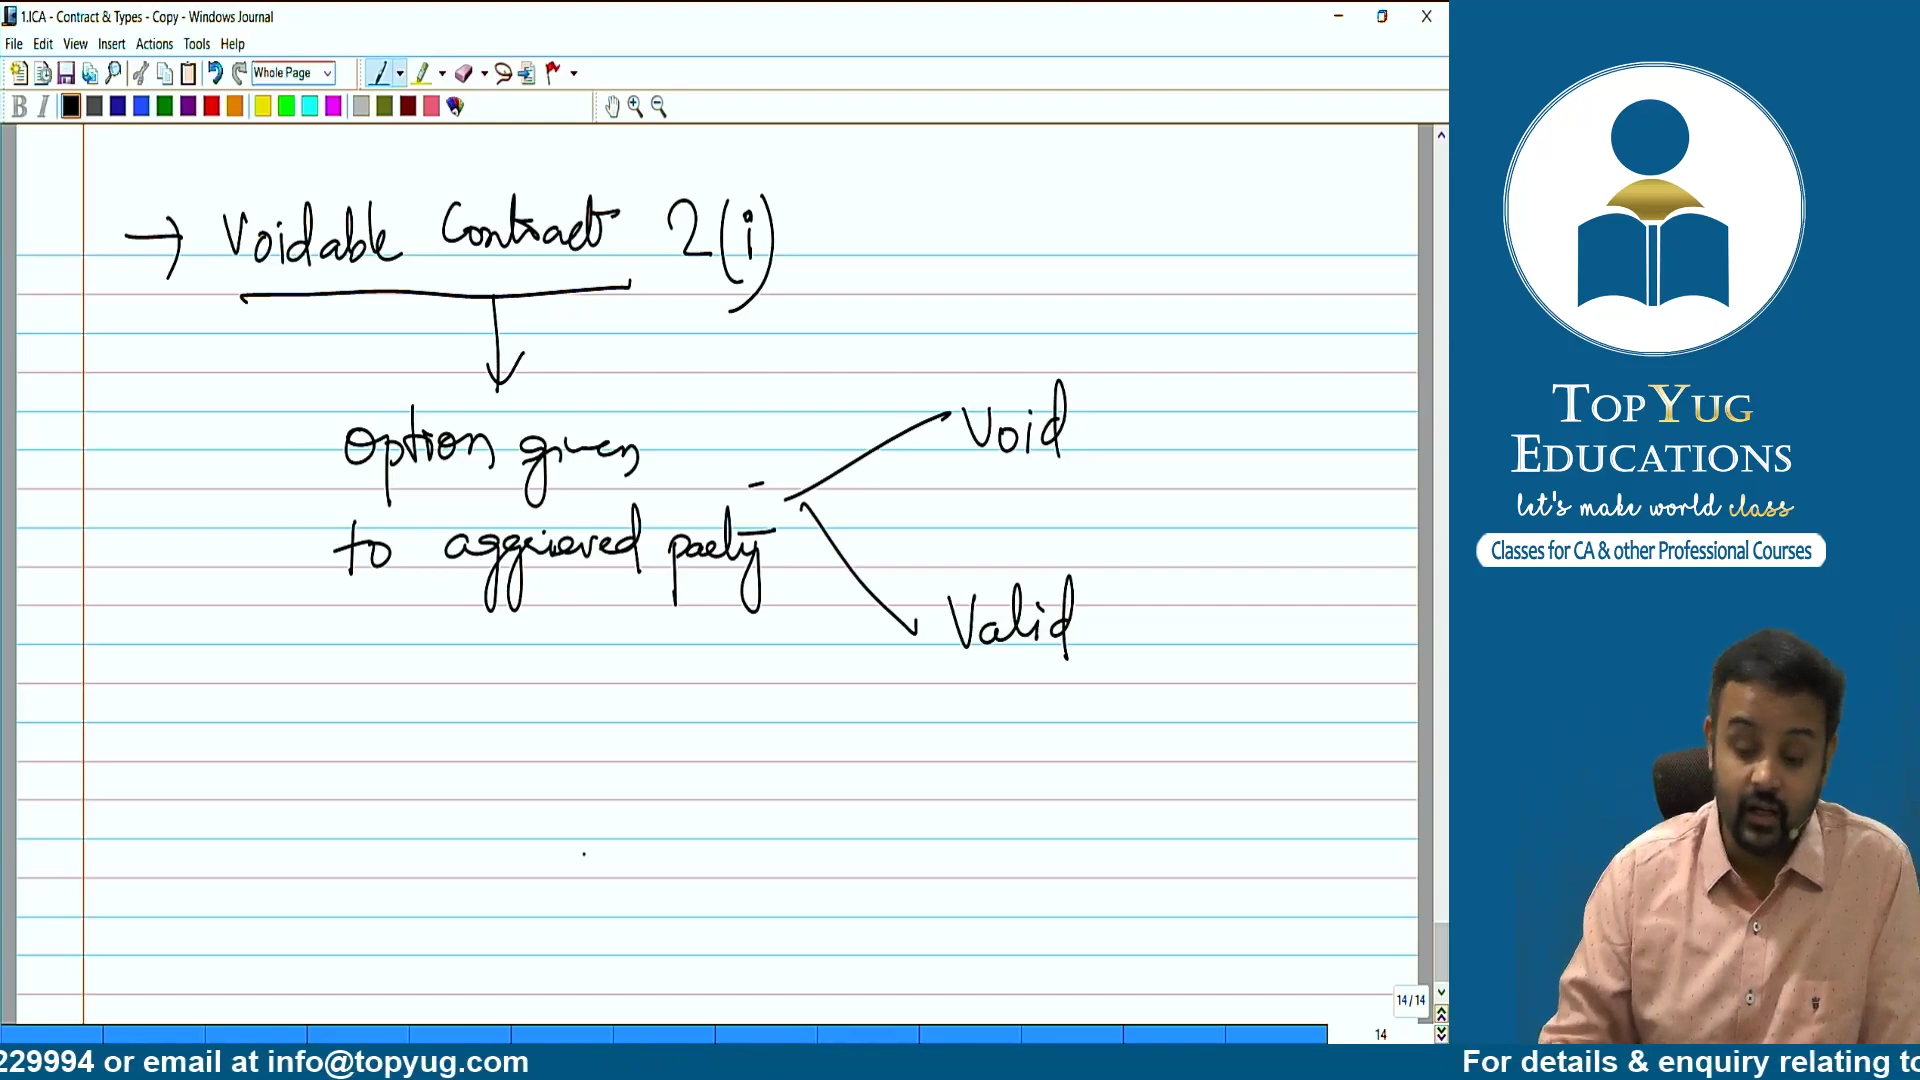 1.ICA - Contract & Types - Copy - Windows Journal
File Edit View Insert Actions Tools Help
Whole Page
B I
→ Voidable Contract 2(i)
Option given
to aggrieved party
Void
Valid
14 / 14
14
TOPYUG
EDUCATIONS
let's make world class
Classes for CA & other Professional Courses
229994 or email at info@topyug.com
For details & enquiry relating to